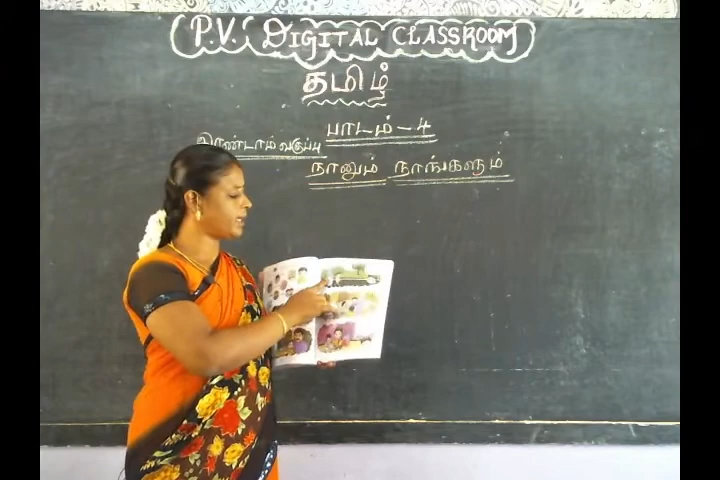 P.V. DIGITAL CLASSROOM
தமிழ்
பாடம் - 4
இரண்டாம் வகுப்பு
நானும் நாங்களும்